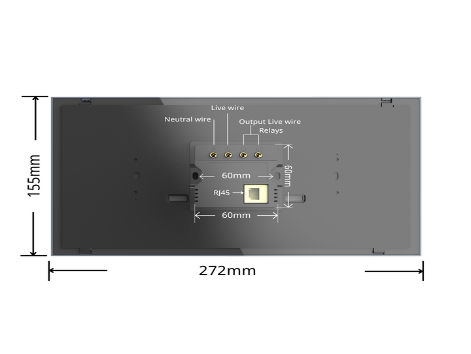 Live wire
Neutral wire
Output Live wire
Relays
155mm
60mm
60mm
RJ45
60mm
272mm